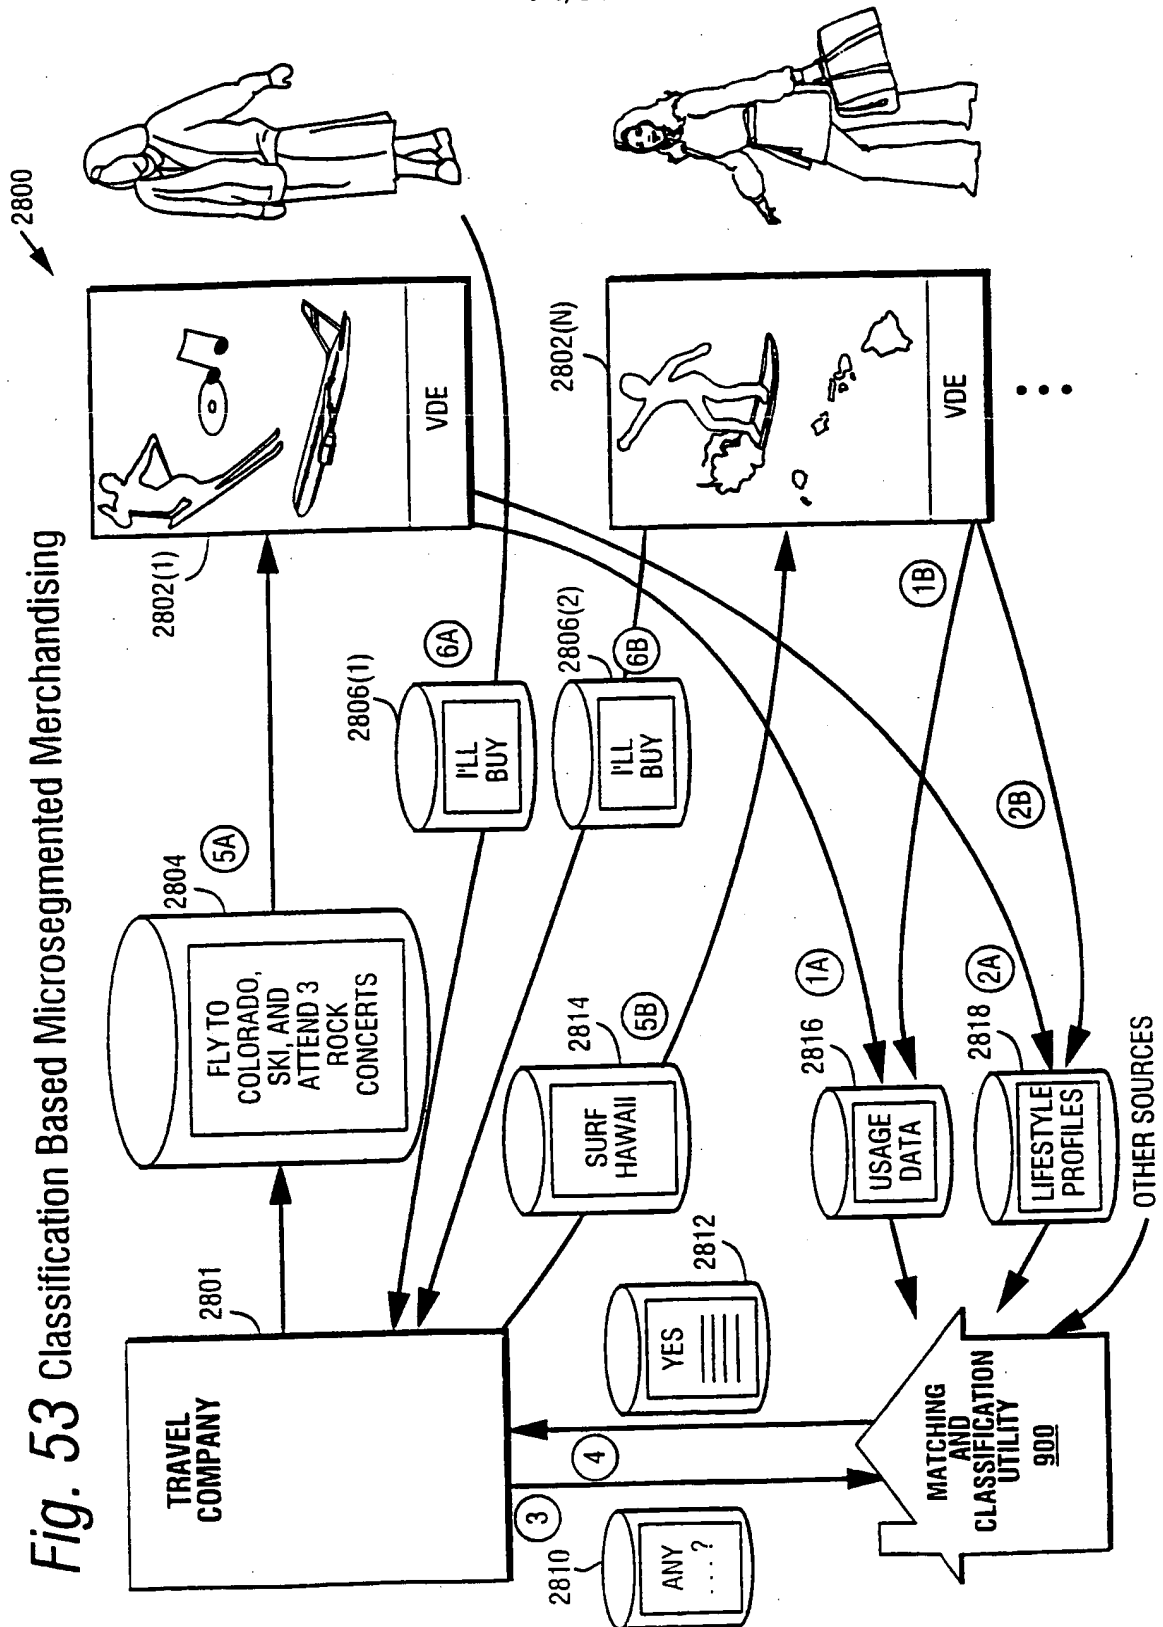 Fig. 53 Classification Based Microsegmented Merchandising
2800
TRAVEL
COMPANY
2801
FLY TO
COLORADO,
SKI, AND
ATTEND 3
ROCK
CONCERTS
2804
5A
2802(1)
VDE
2806(1)
I'LL
BUY
6A
2806(2)
I'LL
BUY
6B
2802(N)
VDE
SURF
HAWAII
2814
5B
3
4
ANY
. . . . ?
2810
YES
2812
USAGE
DATA
2816
1A
1B
LIFESTYLE
PROFILES
2818
2A
2B
MATCHING
AND
CLASSIFICATION
UTILITY
900
OTHER SOURCES